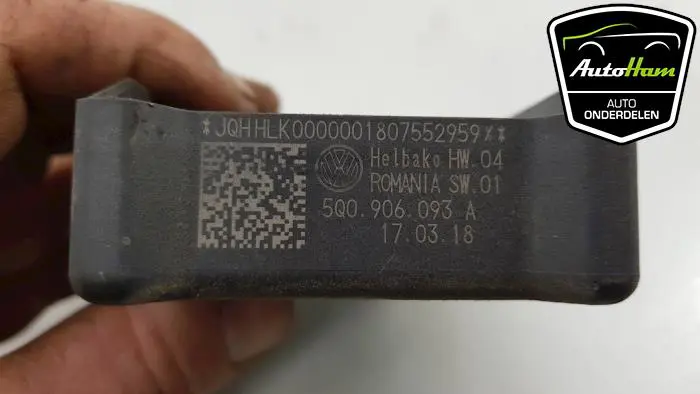 AutoHam
AUTO
ONDERDELEN
*JQHHLK0000001807552959X*
Helbako HW.04
ROMANIA SW.01
5Q0.906.093 A
17.03.18